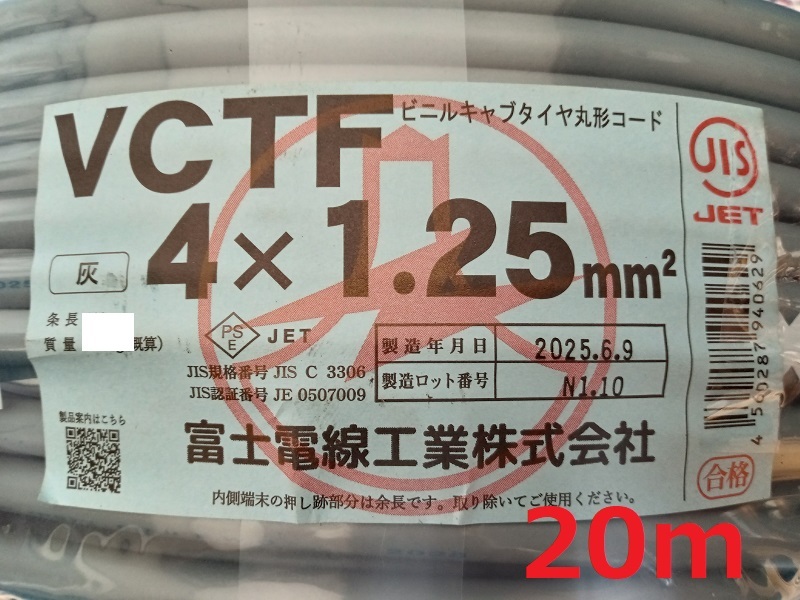 VCTF ビニルキャブタイヤ丸形コード
4×1.25mm²
灰
条長
質量 (概算)
PS
E
JET
JIS規格番号 JIS C 3306
JIS認証番号 JE 0507009
製造年月日 2025.6.9
製造ロット番号 N1.10
製品案内はこちら
富士電線工業株式会社
内側端末の押し跡部分は余長です。取り除いてご使用ください。
JIS
JET
4 560287 940629
合格
20m